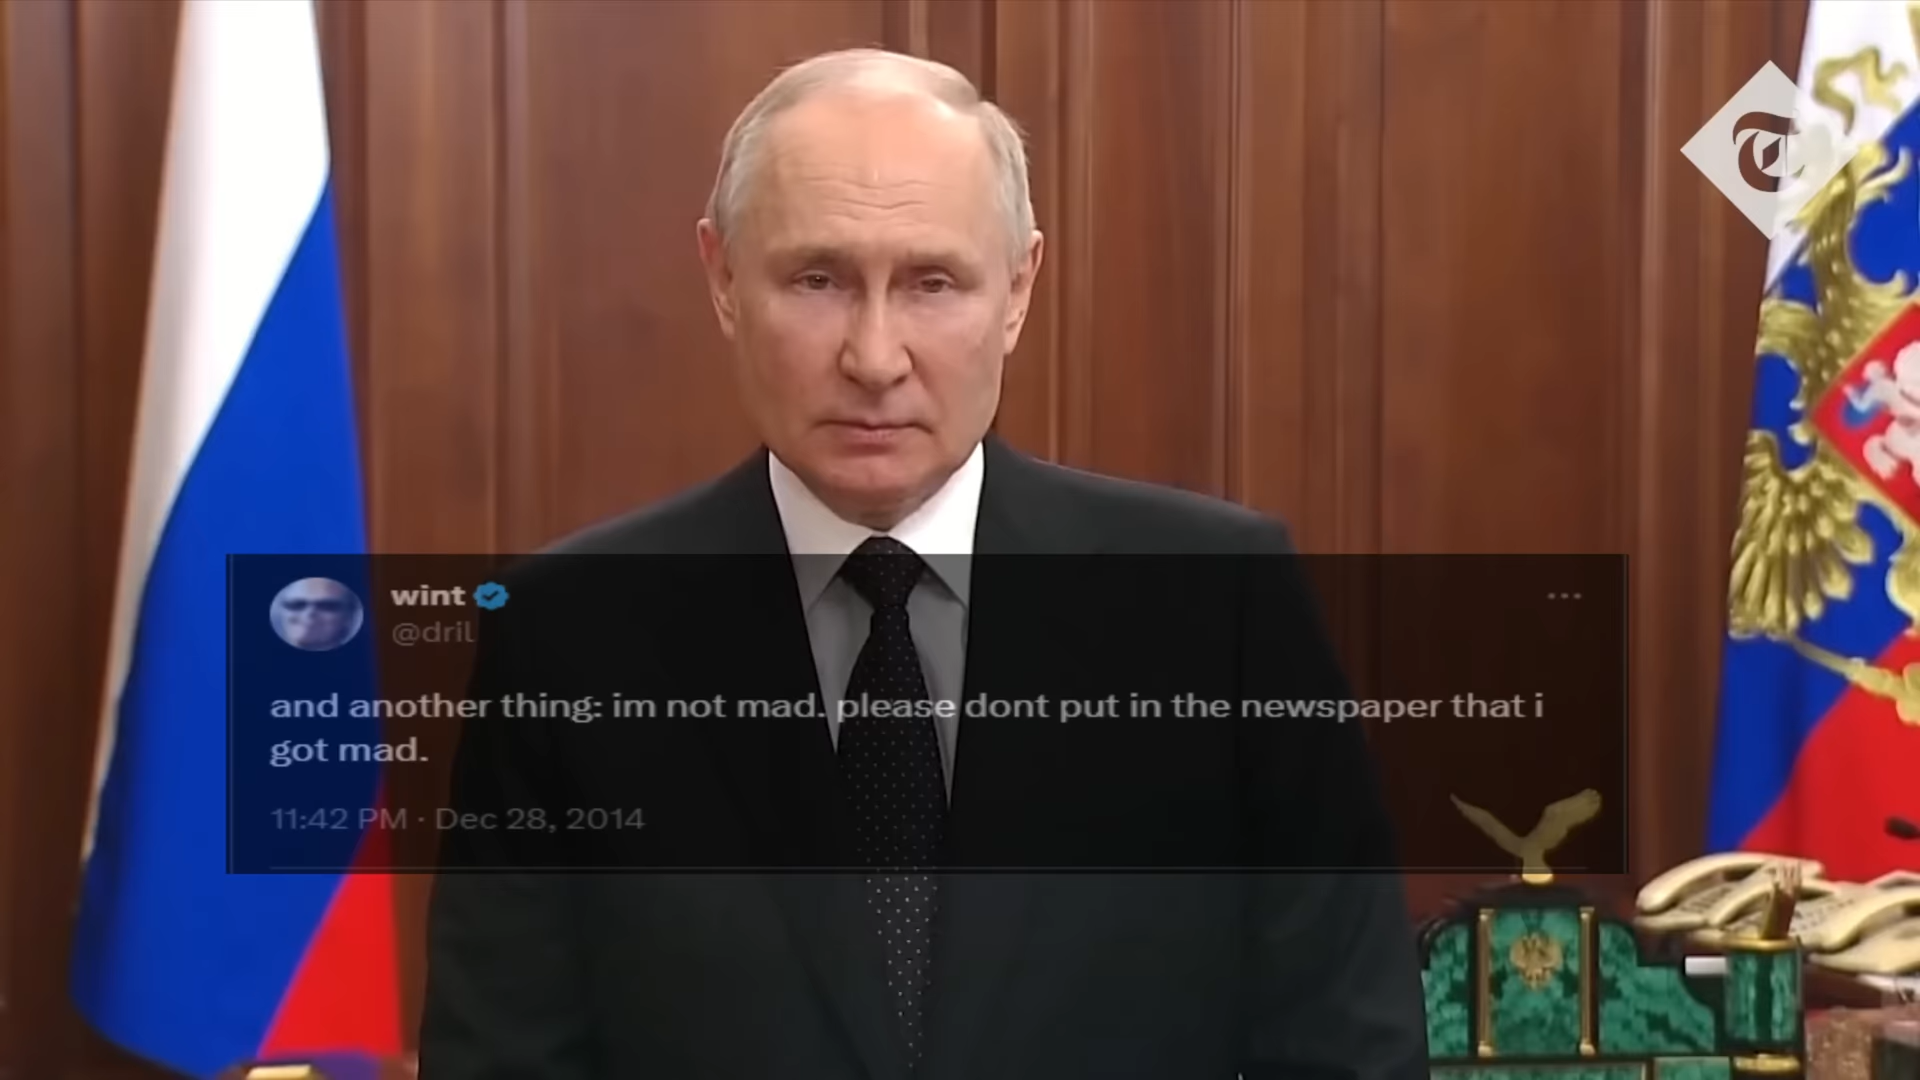 T
wint
@dril
and another thing: im not mad. please dont put in the newspaper that i
got mad.
11:42 PM · Dec 28, 2014